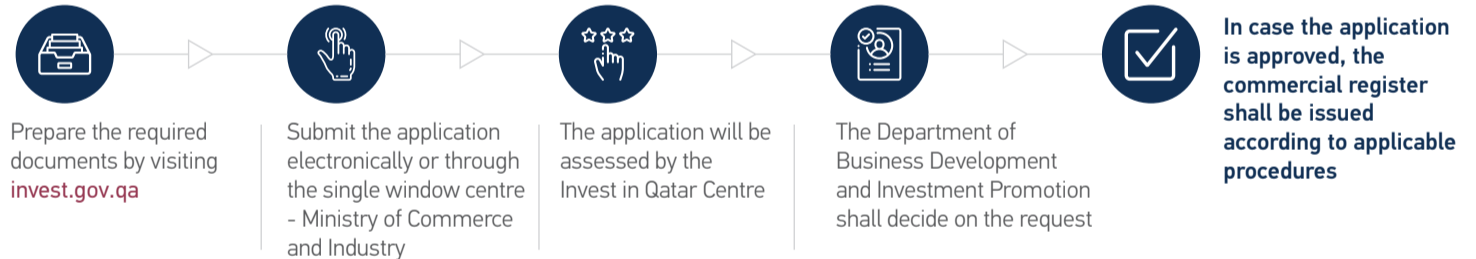 Prepare the required
documents by visiting
invest.gov.qa
Submit the application
electronically or through
the single window centre
- Ministry of Commerce
and Industry
The application will be
assessed by the
Invest in Qatar Centre
The Department of
Business Development
and Investment Promotion
shall decide on the request
In case the application
is approved, the
commercial register
shall be issued
according to applicable
procedures